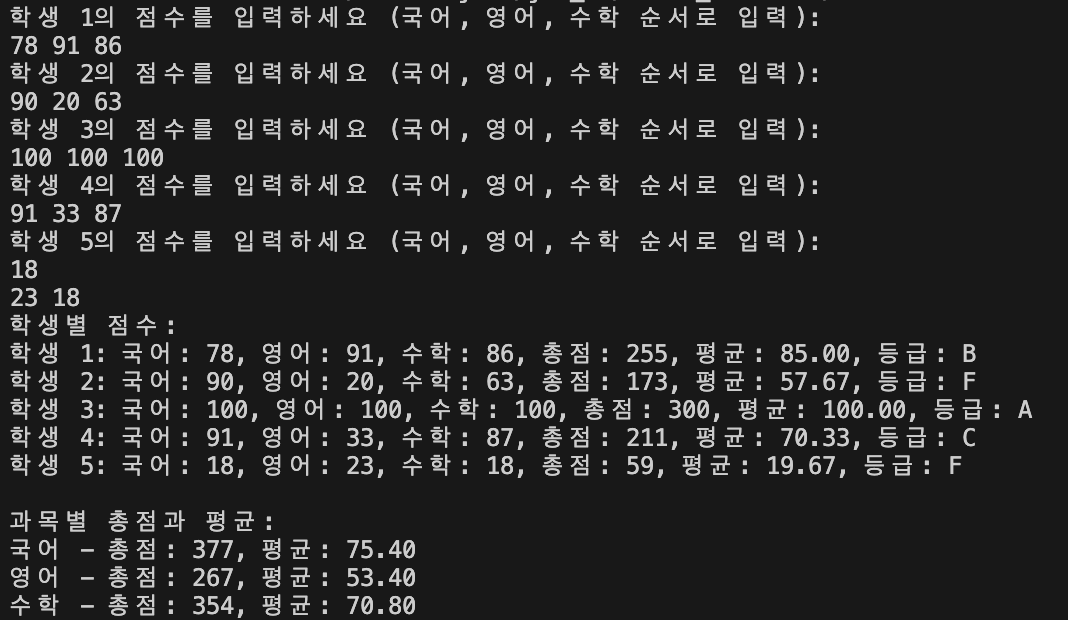 학생 1의 점수를 입력하세요 (국어, 영어, 수학 순서로 입력):
78 91 86
학생 2의 점수를 입력하세요 (국어, 영어, 수학 순서로 입력):
90 20 63
학생 3의 점수를 입력하세요 (국어, 영어, 수학 순서로 입력):
100 100 100
학생 4의 점수를 입력하세요 (국어, 영어, 수학 순서로 입력):
91 33 87
학생 5의 점수를 입력하세요 (국어, 영어, 수학 순서로 입력):
18
23 18
학생별 점수:
학생 1: 국어: 78, 영어: 91, 수학: 86, 총점: 255, 평균: 85.00, 등급: B
학생 2: 국어: 90, 영어: 20, 수학: 63, 총점: 173, 평균: 57.67, 등급: F
학생 3: 국어: 100, 영어: 100, 수학: 100, 총점: 300, 평균: 100.00, 등급: A
학생 4: 국어: 91, 영어: 33, 수학: 87, 총점: 211, 평균: 70.33, 등급: C
학생 5: 국어: 18, 영어: 23, 수학: 18, 총점: 59, 평균: 19.67, 등급: F
과목별 총점과 평균:
국어 - 총점: 377, 평균: 75.40
영어 - 총점: 267, 평균: 53.40
수학 - 총점: 354, 평균: 70.80